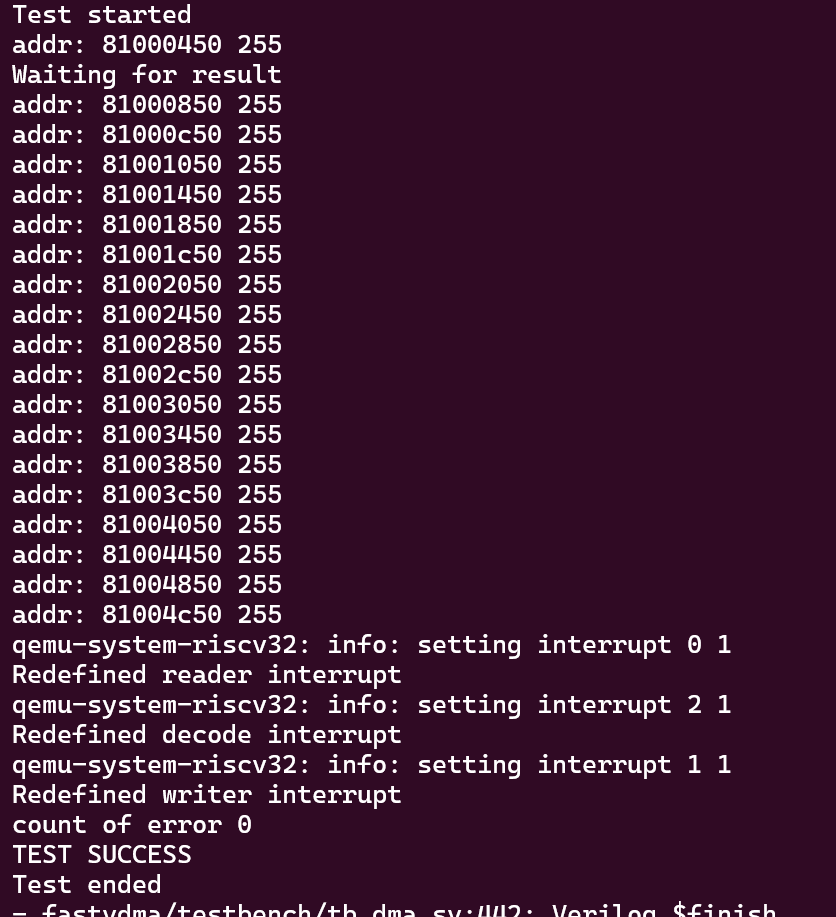 Test started
addr: 81000450 255
Waiting for result
addr: 81000850 255
addr: 81000c50 255
addr: 81001050 255
addr: 81001450 255
addr: 81001850 255
addr: 81001c50 255
addr: 81002050 255
addr: 81002450 255
addr: 81002850 255
addr: 81002c50 255
addr: 81003050 255
addr: 81003450 255
addr: 81003850 255
addr: 81003c50 255
addr: 81004050 255
addr: 81004450 255
addr: 81004850 255
addr: 81004c50 255
qemu-system-riscv32: info: setting interrupt 0 1
Redefined reader interrupt
qemu-system-riscv32: info: setting interrupt 2 1
Redefined decode interrupt
qemu-system-riscv32: info: setting interrupt 1 1
Redefined writer interrupt
count of error 0
TEST SUCCESS
Test ended
- fastvdma/testbench/tb_dma.sv:442: Verilog $finish